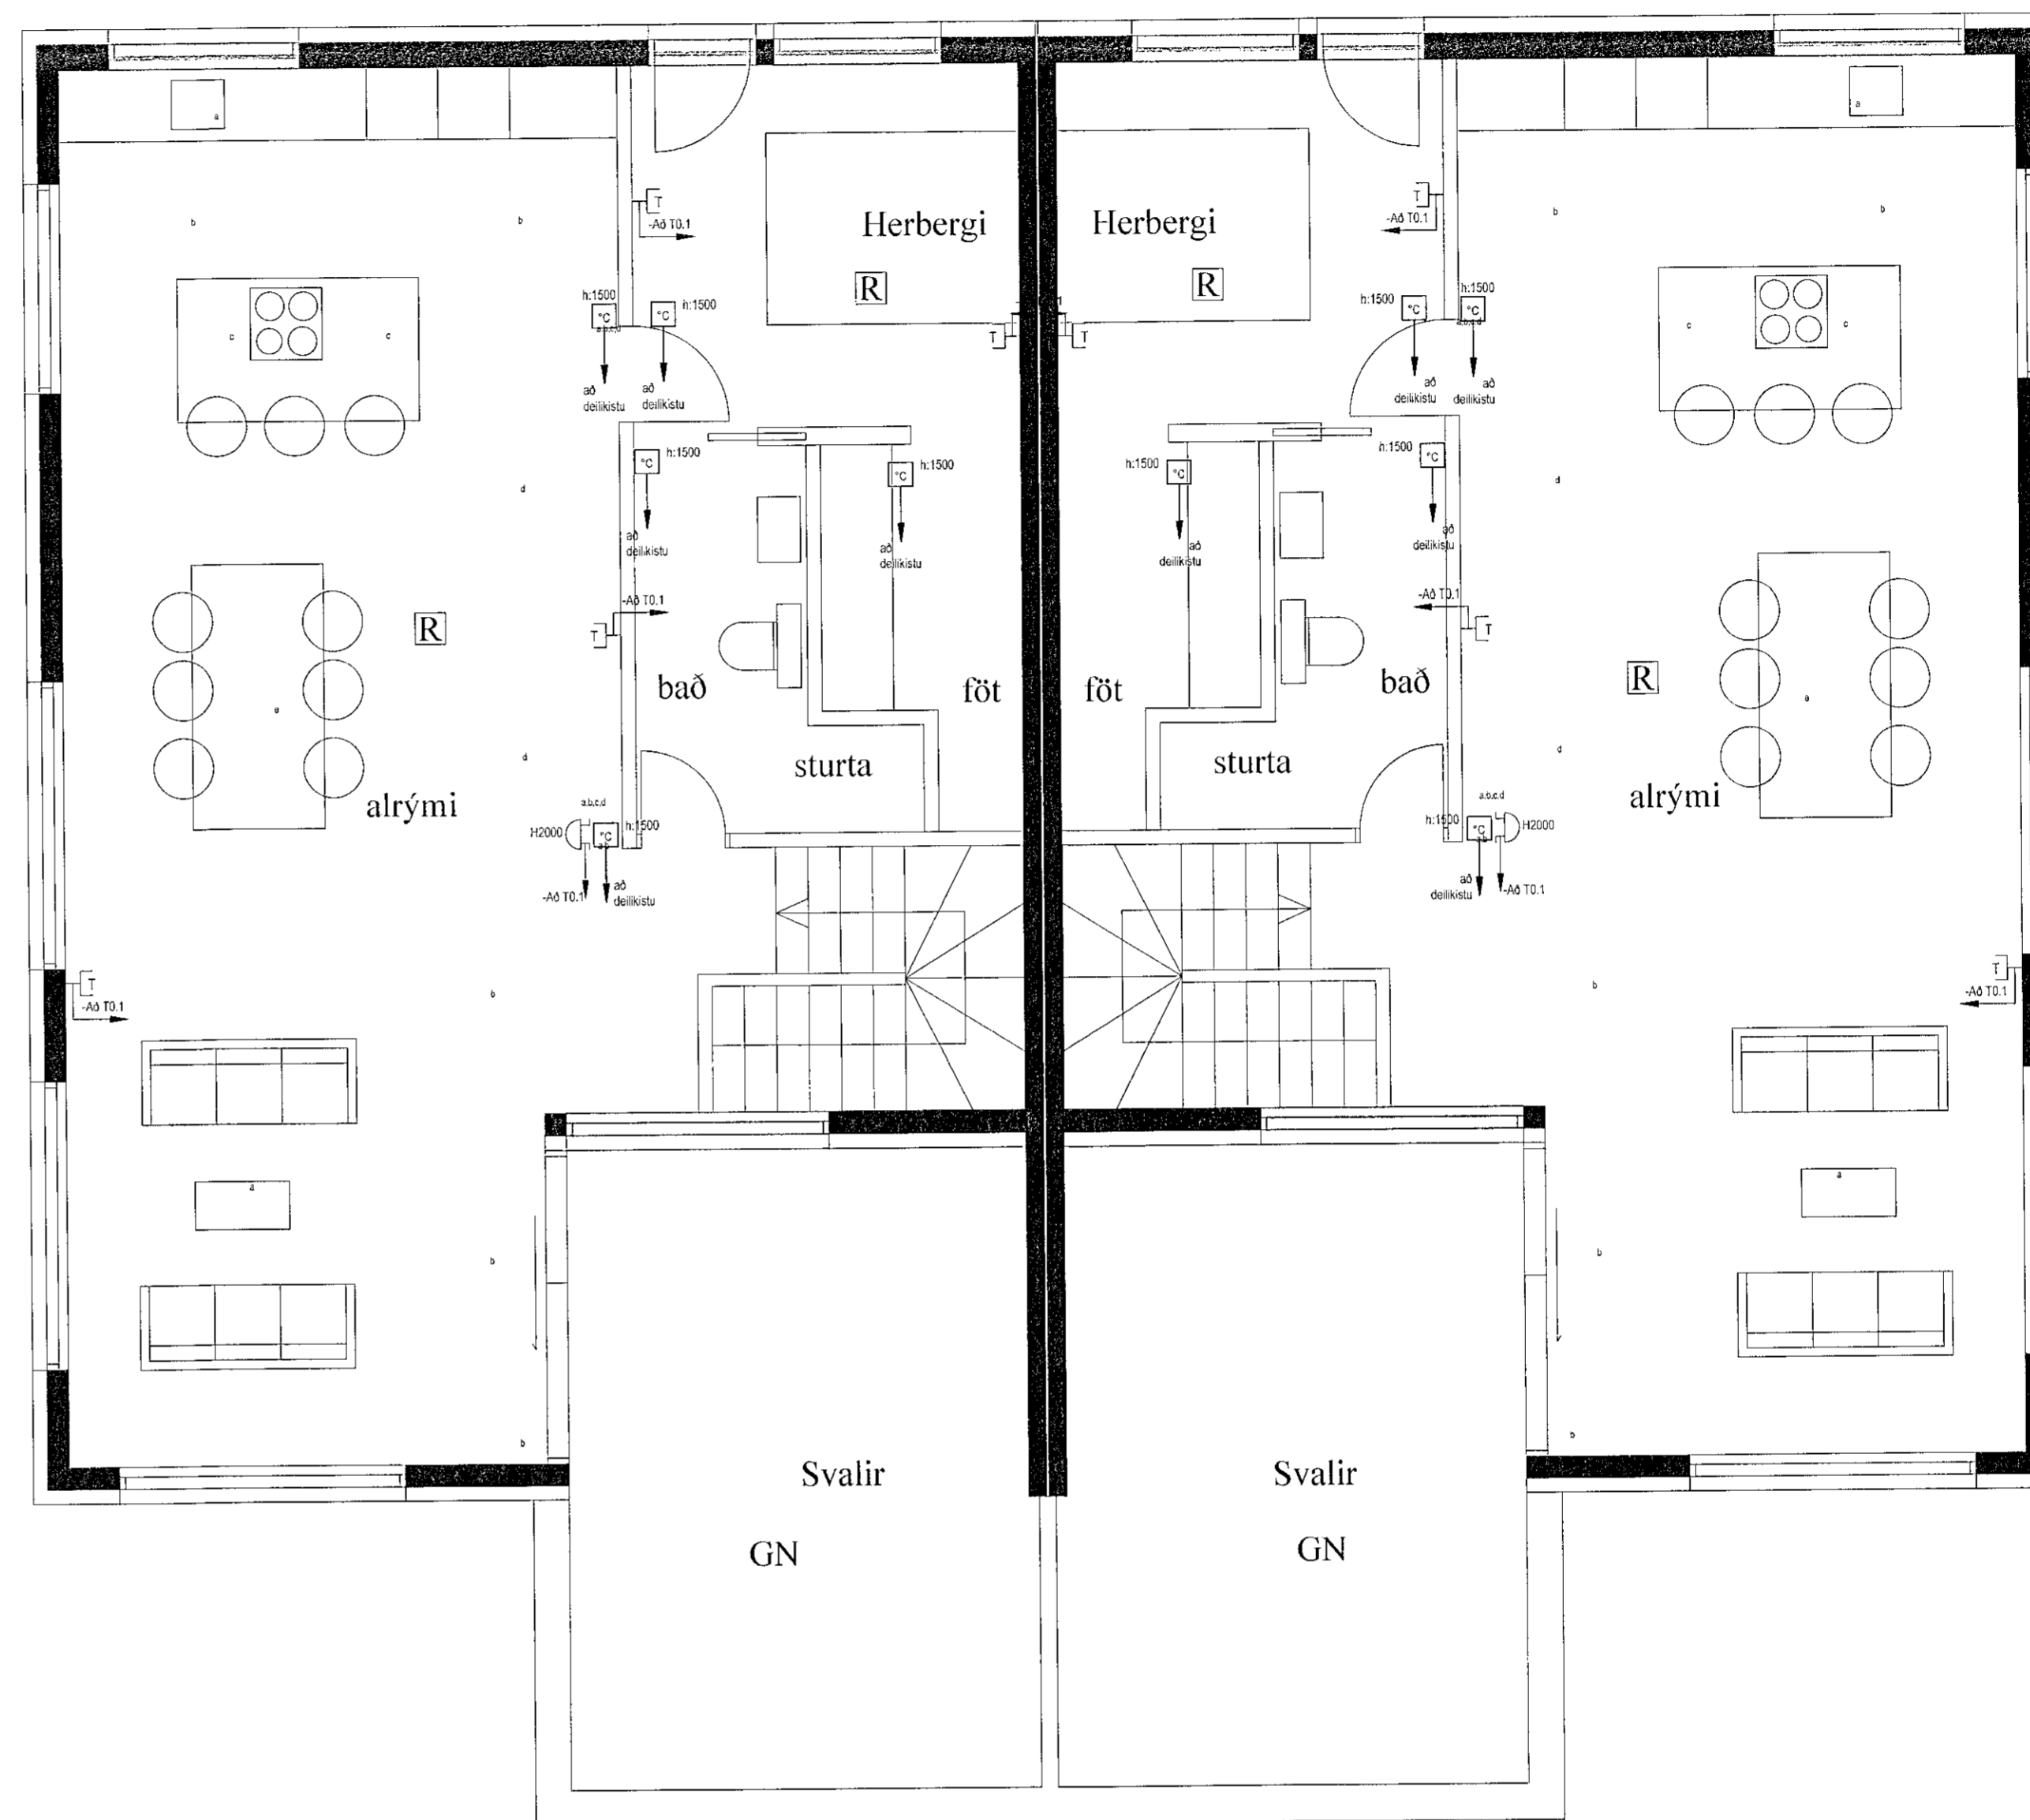 a
a
b
b
T
-Að T0.1
Herbergi
R
Herbergi
R
T
-Að T0.1
b
b
h:1500
°C
a,b,c,d
°C
h:1500
c
c
að
deilikistu
að
deilikistu
T
T
h:1500
°C
h:1500
°C
a,b,c,d
c
c
að
deilikistu
að
deilikistu
°C
h:1500
°C
h:1500
h:1500
°C
h:1500
°C
d
d
að
deilikistu
að
deilikistu
að
deilikistu
að
deilikistu
-Að T0.1
T
-Að T0.1
T
R
R
bað
föt
föt
bað
e
e
d
d
sturta
sturta
alrými
alrými
a,b,c,d
H2000
°C
h:1500
-Að T0.1
að
deilikistu
a,b,c,d
h:1500
°C
H2000
að
deilikistu
-Að T0.1
T
-Að T0.1
b
b
T
-Að T0.1
a
a
b
b
b
b
Svalir
Svalir
GN
GN